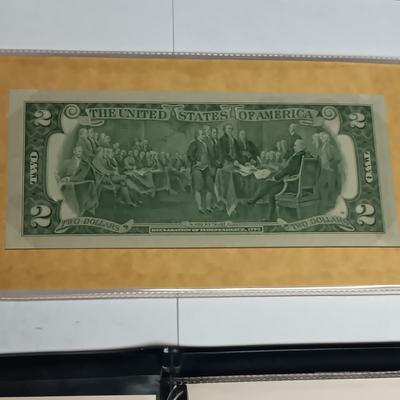 THE UNITED STATES OF AMERICA
2
2
TWO
TWO
2
2
TWO DOLLARS
TWO DOLLARS
DECLARATION OF INDEPENDENCE, 1776